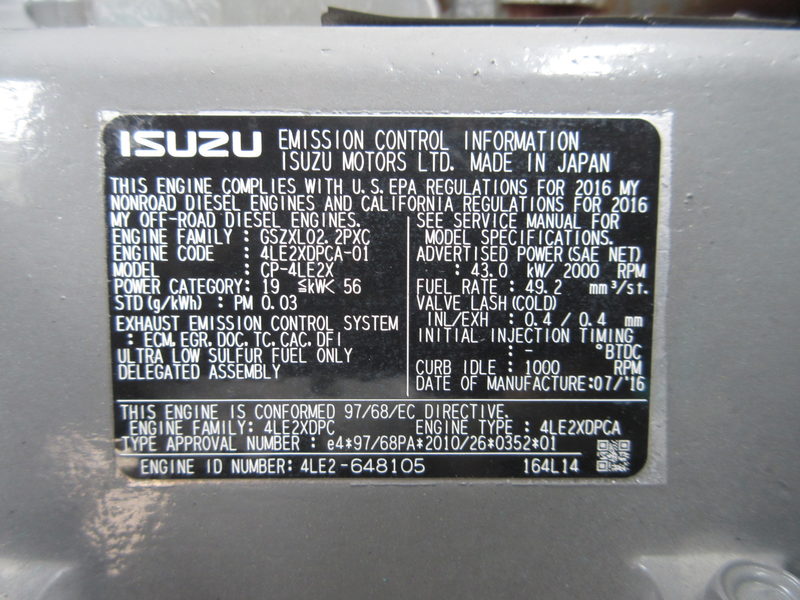 ISUZU EMISSION CONTROL INFORMATION
ISUZU MOTORS LTD. MADE IN JAPAN
THIS ENGINE COMPLIES WITH U.S.EPA REGULATIONS FOR 2016 MY
NONROAD DIESEL ENGINES AND CALIFORNIA REGULATIONS FOR 2016
MY OFF-ROAD DIESEL ENGINES.
ENGINE FAMILY : GSZXL02.2PXC
ENGINE CODE : 4LE2XDPCA-01
MODEL : CP-4LE2X
POWER CATEGORY : 19 ≦kW< 56
STD(g/kWh) : PM 0.03
EXHAUST EMISSION CONTROL SYSTEM
: ECM, EGR, DOC, TC, CAC, DFI
ULTRA LOW SULFUR FUEL ONLY
DELEGATED ASSEMBLY
SEE SERVICE MANUAL FOR
MODEL SPECIFICATIONS.
ADVERTISED POWER(SAE NET)
: 43.0 kW/ 2000 RPM
FUEL RATE : 49.2 mm³/st.
VALVE LASH(COLD)
INL/EXH : 0.4 / 0.4 mm
INITIAL INJECTION TIMING
: - °BTDC
CURB IDLE : 1000 RPM
DATE OF MANUFACTURE:07/'16
THIS ENGINE IS CONFORMED 97/68/EC DIRECTIVE.
ENGINE FAMILY: 4LE2XDPC ENGINE TYPE : 4LE2XDPCA
TYPE APPROVAL NUMBER : e4*97/68PA*2010/26*0352*01
ENGINE ID NUMBER: 4LE2-648105 164L14